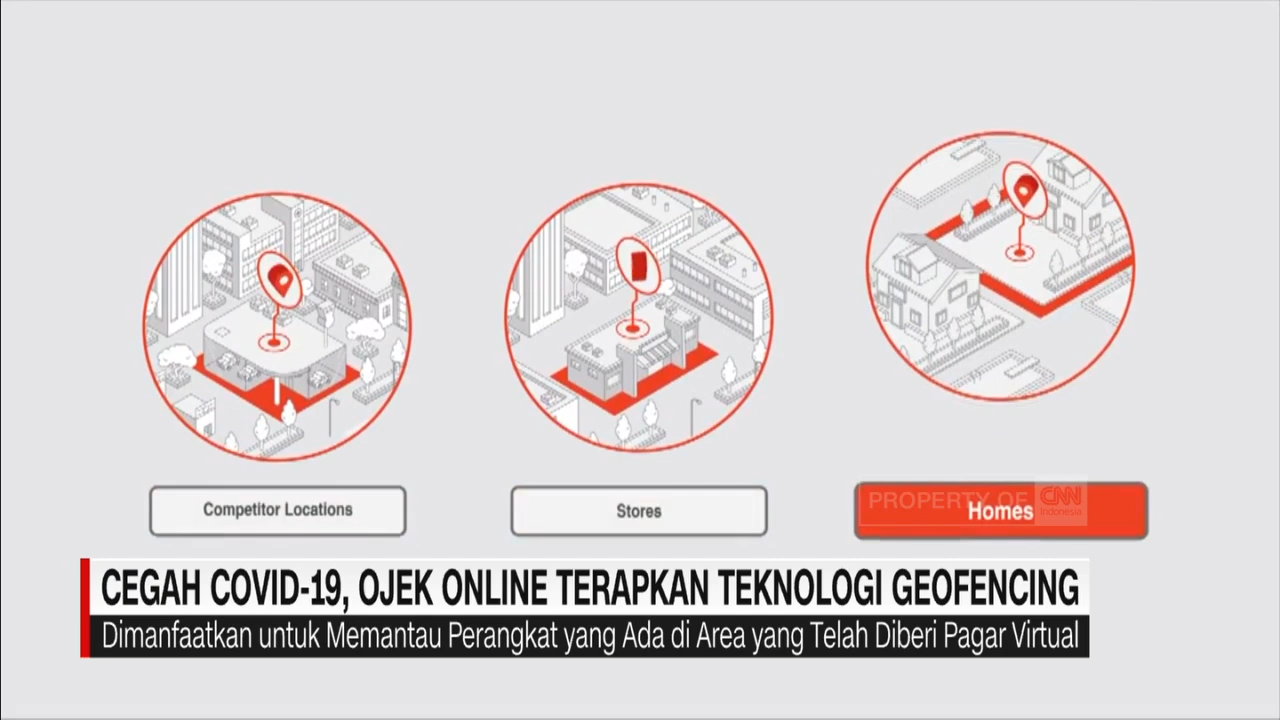 Competitor Locations
Stores
PROPERTY OF CNN Indonesia
Homes
CEGAH COVID-19, OJEK ONLINE TERAPKAN TEKNOLOGI GEOFENCING
Dimanfaatkan untuk Memantau Perangkat yang Ada di Area yang Telah Diberi Pagar Virtual